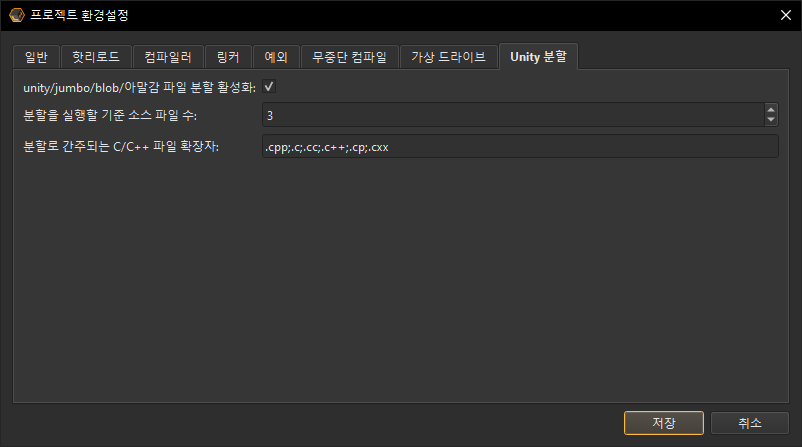 프로젝트 환경설정
일반 핫리로드 컴파일러 링커 예외 무중단 컴파일 가상 드라이브 Unity 분할
unity/jumbo/blob/아말감 파일 분할 활성화:
분할을 실행할 기준 소스 파일 수: 3
분할로 간주되는 C/C++ 파일 확장자: .cpp;.c;.cc;.c++;.cp;.cxx
저장 취소